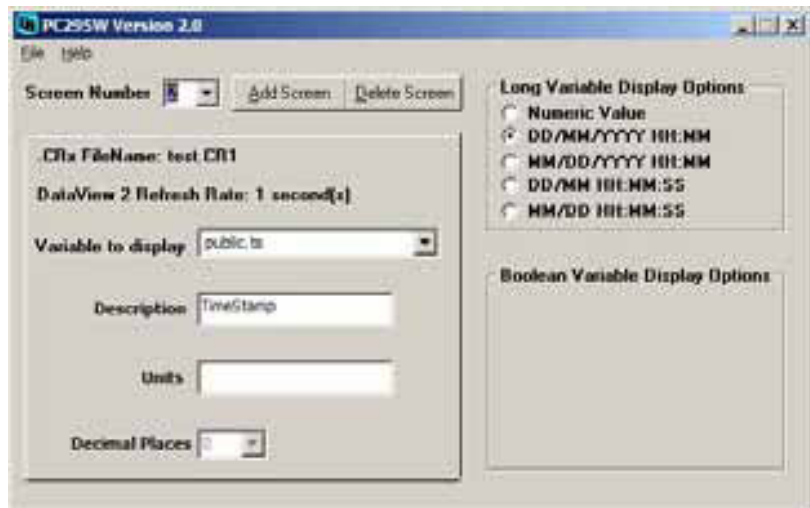 PC295W Version 2.0
File Help
Screen Number Add Screen Delete Screen
.CRx FileName: test.CR1
DataView 2 Refresh Rate: 1 second(s)
Variable to display public.ts
Description TimeStamp
Units
Decimal Places
Long Variable Display Options
Numeric Value
DD/MM/YYYY HH:MM
MM/DD/YYYY HH:MM
DD/MM HH:MM:SS
MM/DD HH:MM:SS
Boolean Variable Display Options